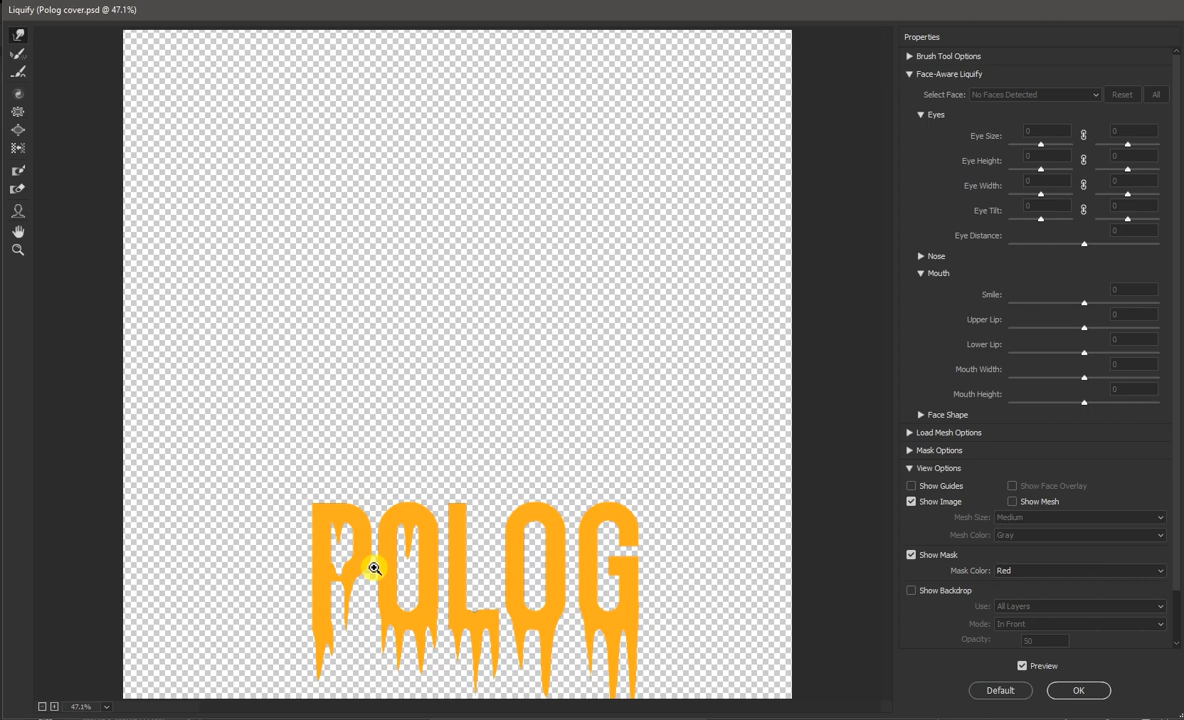 Liquify (Polog cover.psd @ 47.1%)
Properties
Brush Tool Options
Face-Aware Liquify
Select Face: No Faces Detected Reset All
Eyes
0 0
Eye Size:
0 0
Eye Height:
0 0
Eye Width:
0 0
Eye Tilt:
0
Eye Distance:
Nose
Mouth
0
Smile:
0
Upper Lip:
0
Lower Lip:
0
Mouth Width:
0
Mouth Height:
Face Shape
Load Mesh Options
Mask Options
View Options
Show Guides Show Face Overlay
Show Image Show Mesh
Mesh Size: Medium
Mesh Color: Gray
Show Mask
Mask Color: Red
Show Backdrop
Use: All Layers
Mode: In Front
Opacity: 50
Preview
Default OK
POLOG
47.1%